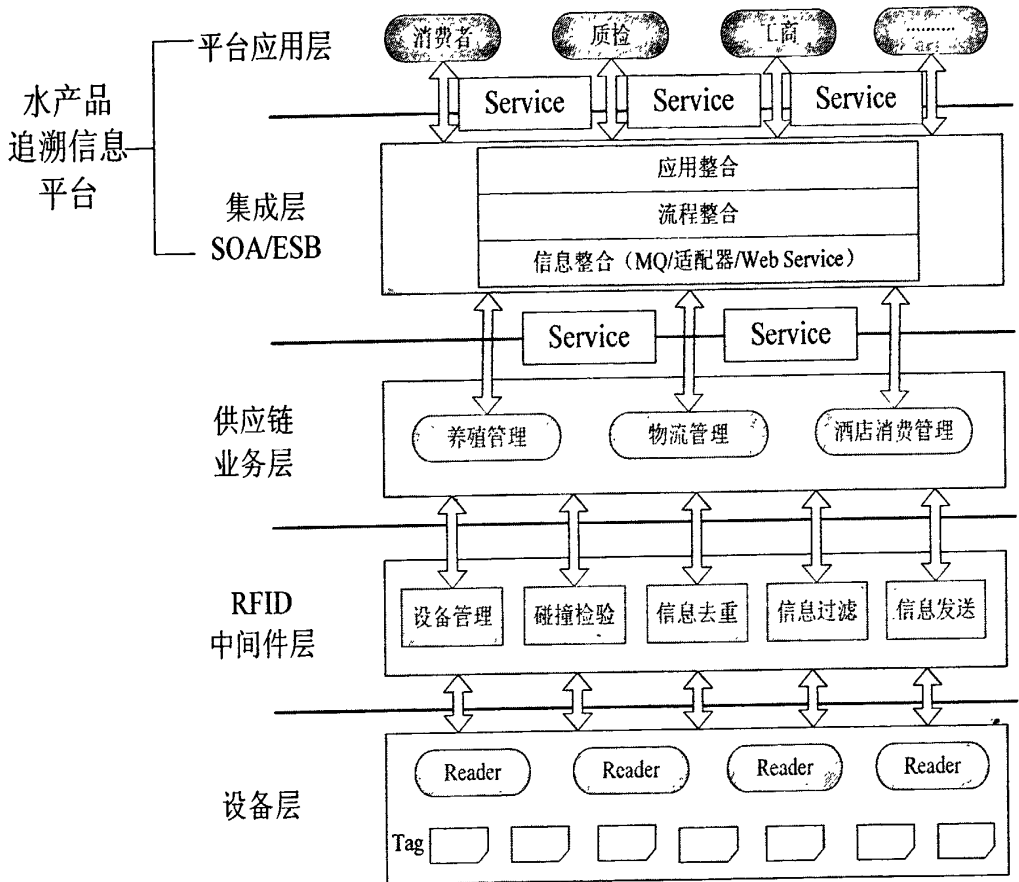 平台应用层
消费者
质检
工商
.........
Service
Service
Service
水产品
追溯信息
平台
集成层
SOA/ESB
应用整合
流程整合
信息整合（MQ/适配器/Web Service）
Service
Service
供应链
业务层
养殖管理
物流管理
酒店消费管理
RFID
中间件层
设备管理
碰撞检验
信息去重
信息过滤
信息发送
设备层
Reader
Reader
Reader
Reader
Tag